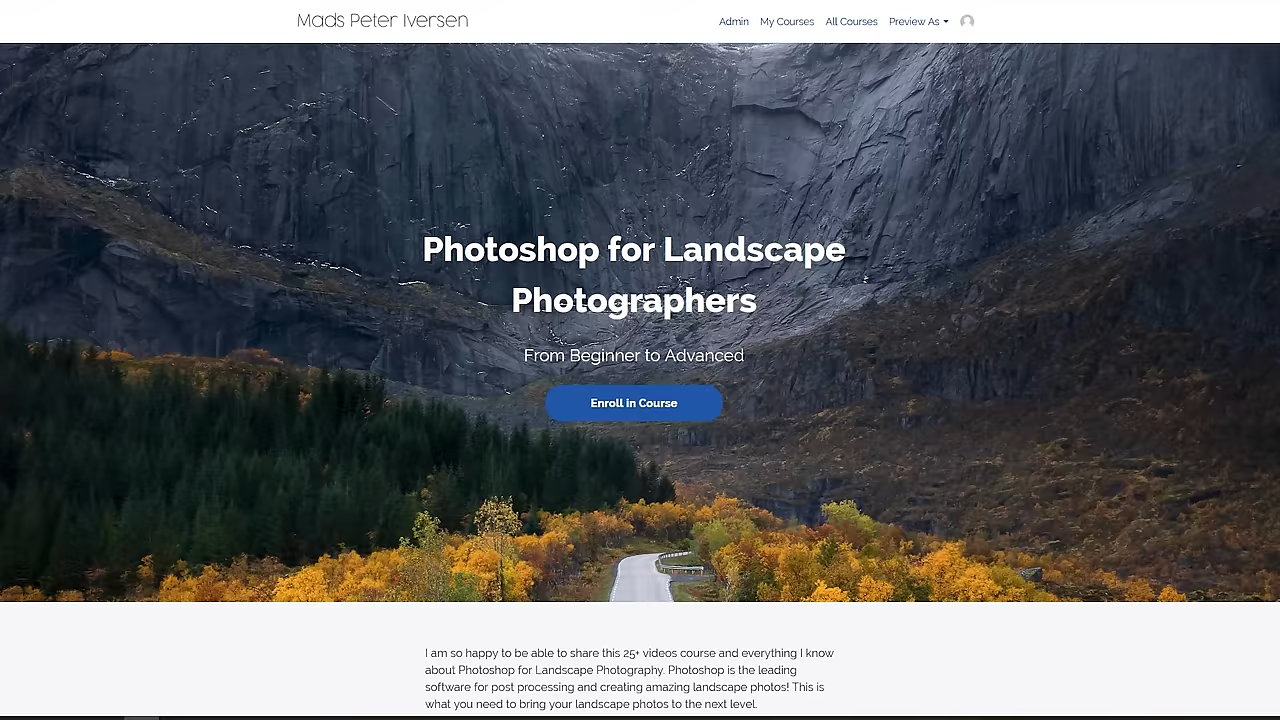 Mads Peter Iversen
Admin My Courses All Courses Preview As
Photoshop for Landscape
Photographers
From Beginner to Advanced
Enroll in Course
I am so happy to be able to share this 25+ videos course and everything I know
about Photoshop for Landscape Photography. Photoshop is the leading
software for post processing and creating amazing landscape photos! This is
what you need to bring your landscape photos to the next level.